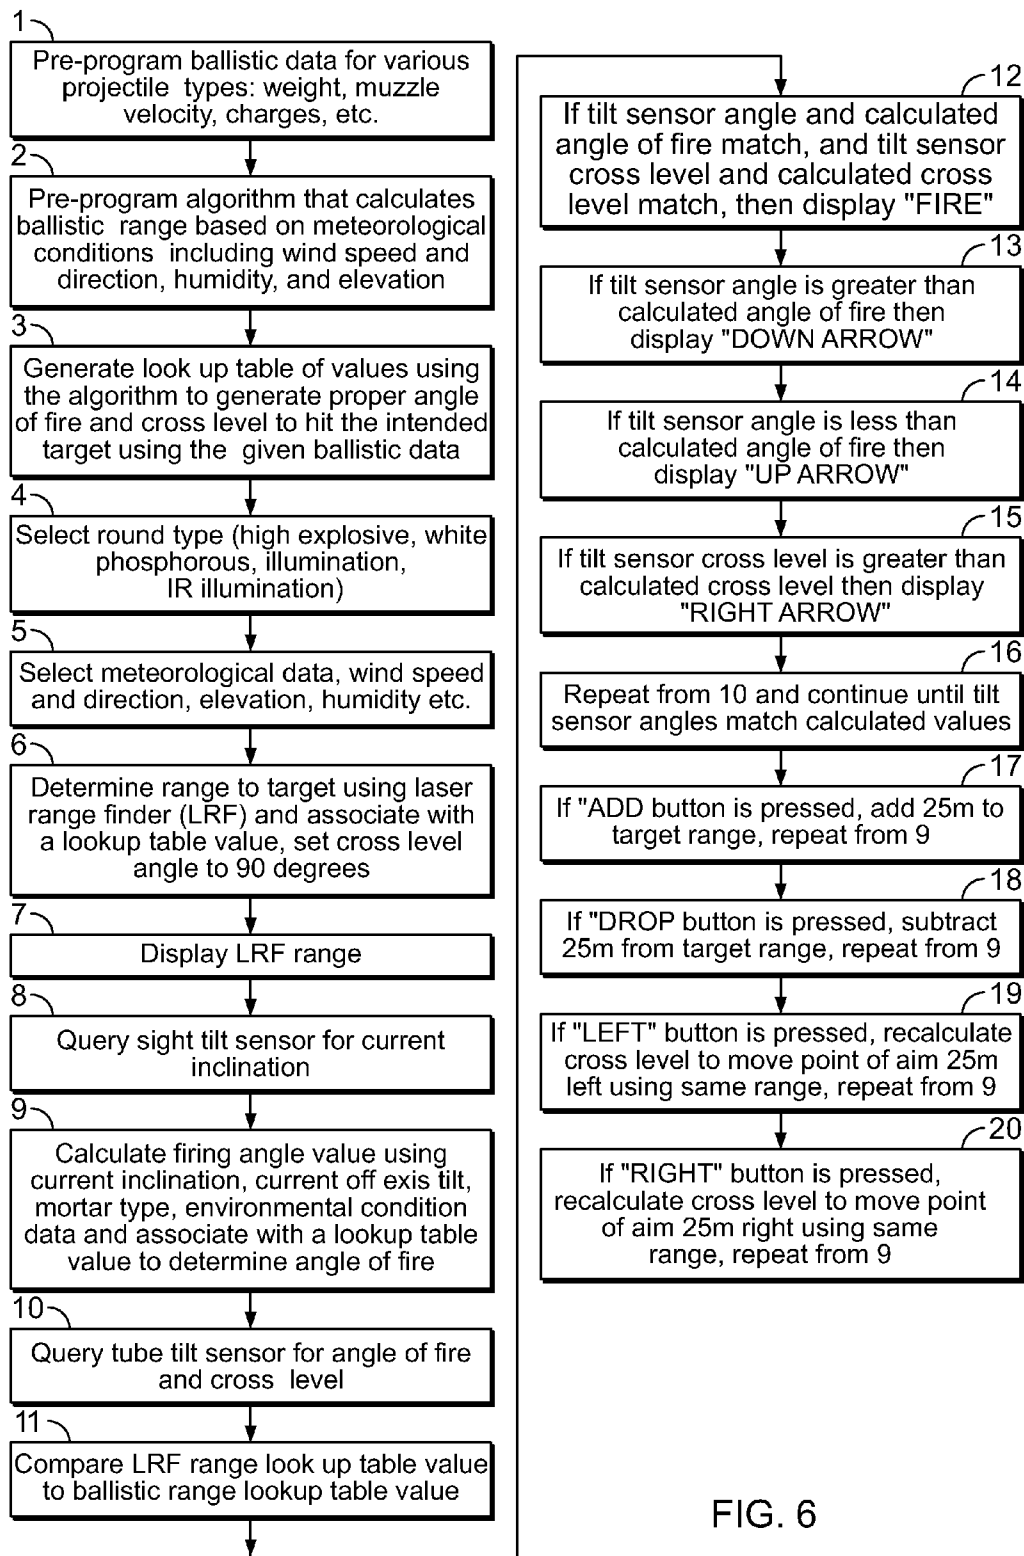 1
Pre-program ballistic data for various
projectile types: weight, muzzle
velocity, charges, etc.
2
Pre-program algorithm that calculates
ballistic range based on meteorological
conditions including wind speed and
direction, humidity, and elevation
3
Generate look up table of values using
the algorithm to generate proper angle
of fire and cross level to hit the intended
target using the given ballistic data
4
Select round type (high explosive, white
phosphorous, illumination,
IR illumination)
5
Select meteorological data, wind speed
and direction, elevation, humidity etc.
6
Determine range to target using laser
range finder (LRF) and associate with
a lookup table value, set cross level
angle to 90 degrees
7
Display LRF range
8
Query sight tilt sensor for current
inclination
9
Calculate firing angle value using
current inclination, current off exis tilt,
mortar type, environmental condition
data and associate with a lookup table
value to determine angle of fire
10
Query tube tilt sensor for angle of fire
and cross level
11
Compare LRF range look up table value
to ballistic range lookup table value
12
If tilt sensor angle and calculated
angle of fire match, and tilt sensor
cross level and calculated cross
level match, then display "FIRE"
13
If tilt sensor angle is greater than
calculated angle of fire then
display "DOWN ARROW"
14
If tilt sensor angle is less than
calculated angle of fire then
display "UP ARROW"
15
If tilt sensor cross level is greater than
calculated cross level then display
"RIGHT ARROW"
16
Repeat from 10 and continue until tilt
sensor angles match calculated values
17
If "ADD button is pressed, add 25m to
target range, repeat from 9
18
If "DROP button is pressed, subtract
25m from target range, repeat from 9
19
If "LEFT" button is pressed, recalculate
cross level to move point of aim 25m
left using same range, repeat from 9
20
If "RIGHT" button is pressed,
recalculate cross level to move point
of aim 25m right using same
range, repeat from 9
FIG. 6